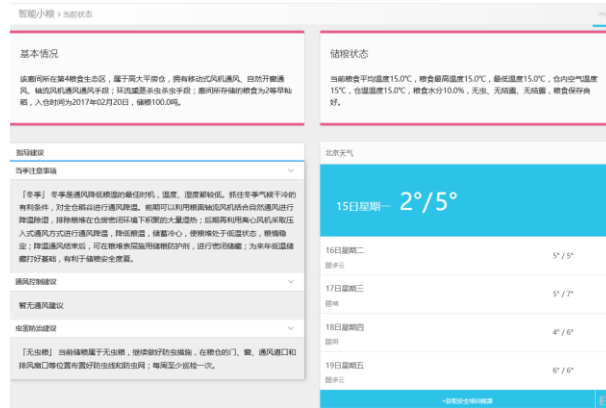 智能小粮 › 当前状态
基本情况
该廒间所在第4粮食生态区，属于高大平房仓，拥有移动式风机通风、自然开窗通
风、轴流风机通风通风手段；环流熏蒸杀虫杀虫手段；廒间所存储的粮食为2等早籼
稻，入仓时间为2017年02月20日，储粮100.0吨。
储粮状态
当前粮食平均温度15.0℃，粮食最高温度15.0℃，最低温度15.0℃，仓内空气温度
15℃，仓温温度15.0℃，粮食水分10.0%，无虫、无结露、无结霜，粮食保存良
好。
指导建议
当季注意事项
「冬季」 冬季是通风降低粮温的最佳时机，温度、湿度都较低。抓住冬季气候干冷的
有利条件，对全仓稻谷进行通风降温。前期可以利用粮面轴流风机结合自然通风进行
降温除湿，排除粮堆在仓房密闭环境下积聚的大量湿热；后期再利用离心风机采取压
入式通风方式进行通风降温，降低粮温，储蓄冷心，使粮堆处于低温状态，粮情稳
定；降温通风结束后，可在粮堆表层施用储粮防护剂，进行密闭储藏；为来年低温储
藏打好基础，有利于储粮安全度夏。
通风控制建议
暂无通风建议
虫害防治建议
「无虫粮」 当前储粮属于无虫粮，继续做好防虫措施，在粮仓的门、窗、通风道口和
排风扇口等位置布置好防虫线和防虫网；每周至少巡检一次。
北京天气
15日星期一 2°/5°
16日星期二
多云
5° / 5°
17日星期三
晴
5° / 7°
18日星期四
阴
4° / 6°
19日星期五
多云
6° / 6°